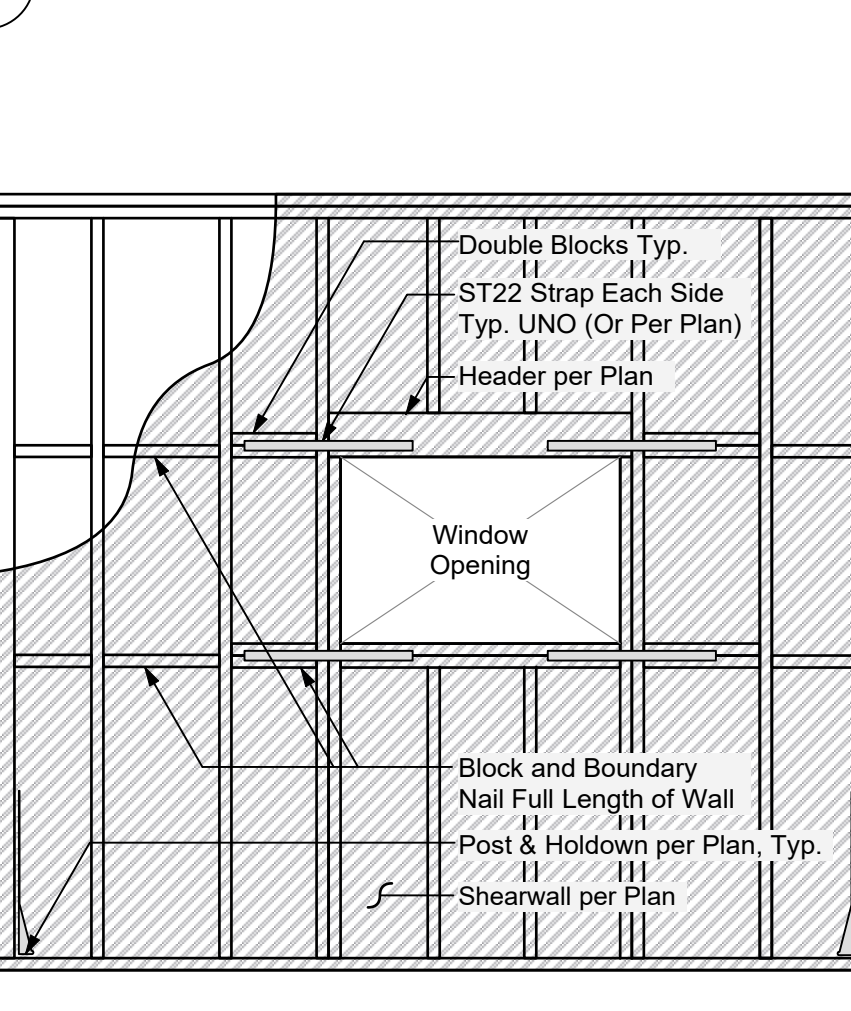 Double Blocks Typ.
ST22 Strap Each Side
Typ. UNO (Or Per Plan)
Header per Plan
Window
Opening
Block and Boundary
Nail Full Length of Wall
Post & Holdown per Plan, Typ.
Shearwall per Plan